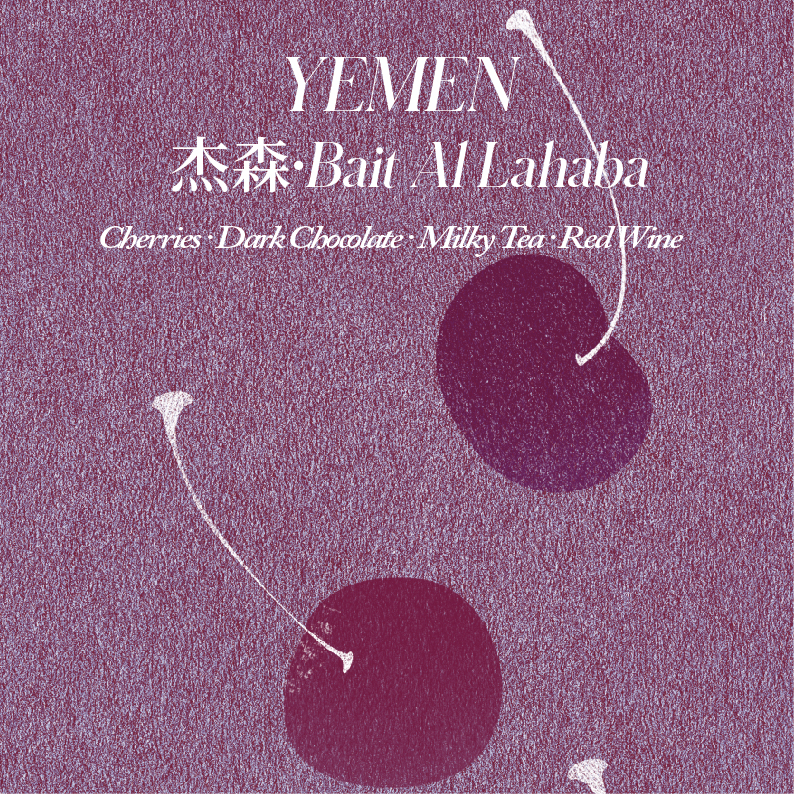 YEMEN
杰森·Bait Al Lahaba
Cherries · Dark Chocolate · Milky Tea · Red Wine